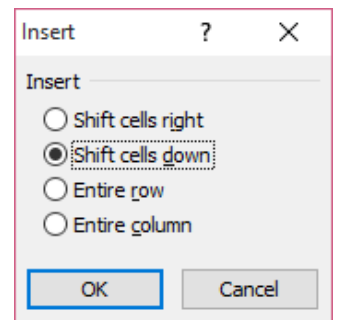 Insert ? X
Insert
Shift cells right
Shift cells down
Entire row
Entire column
OK Cancel